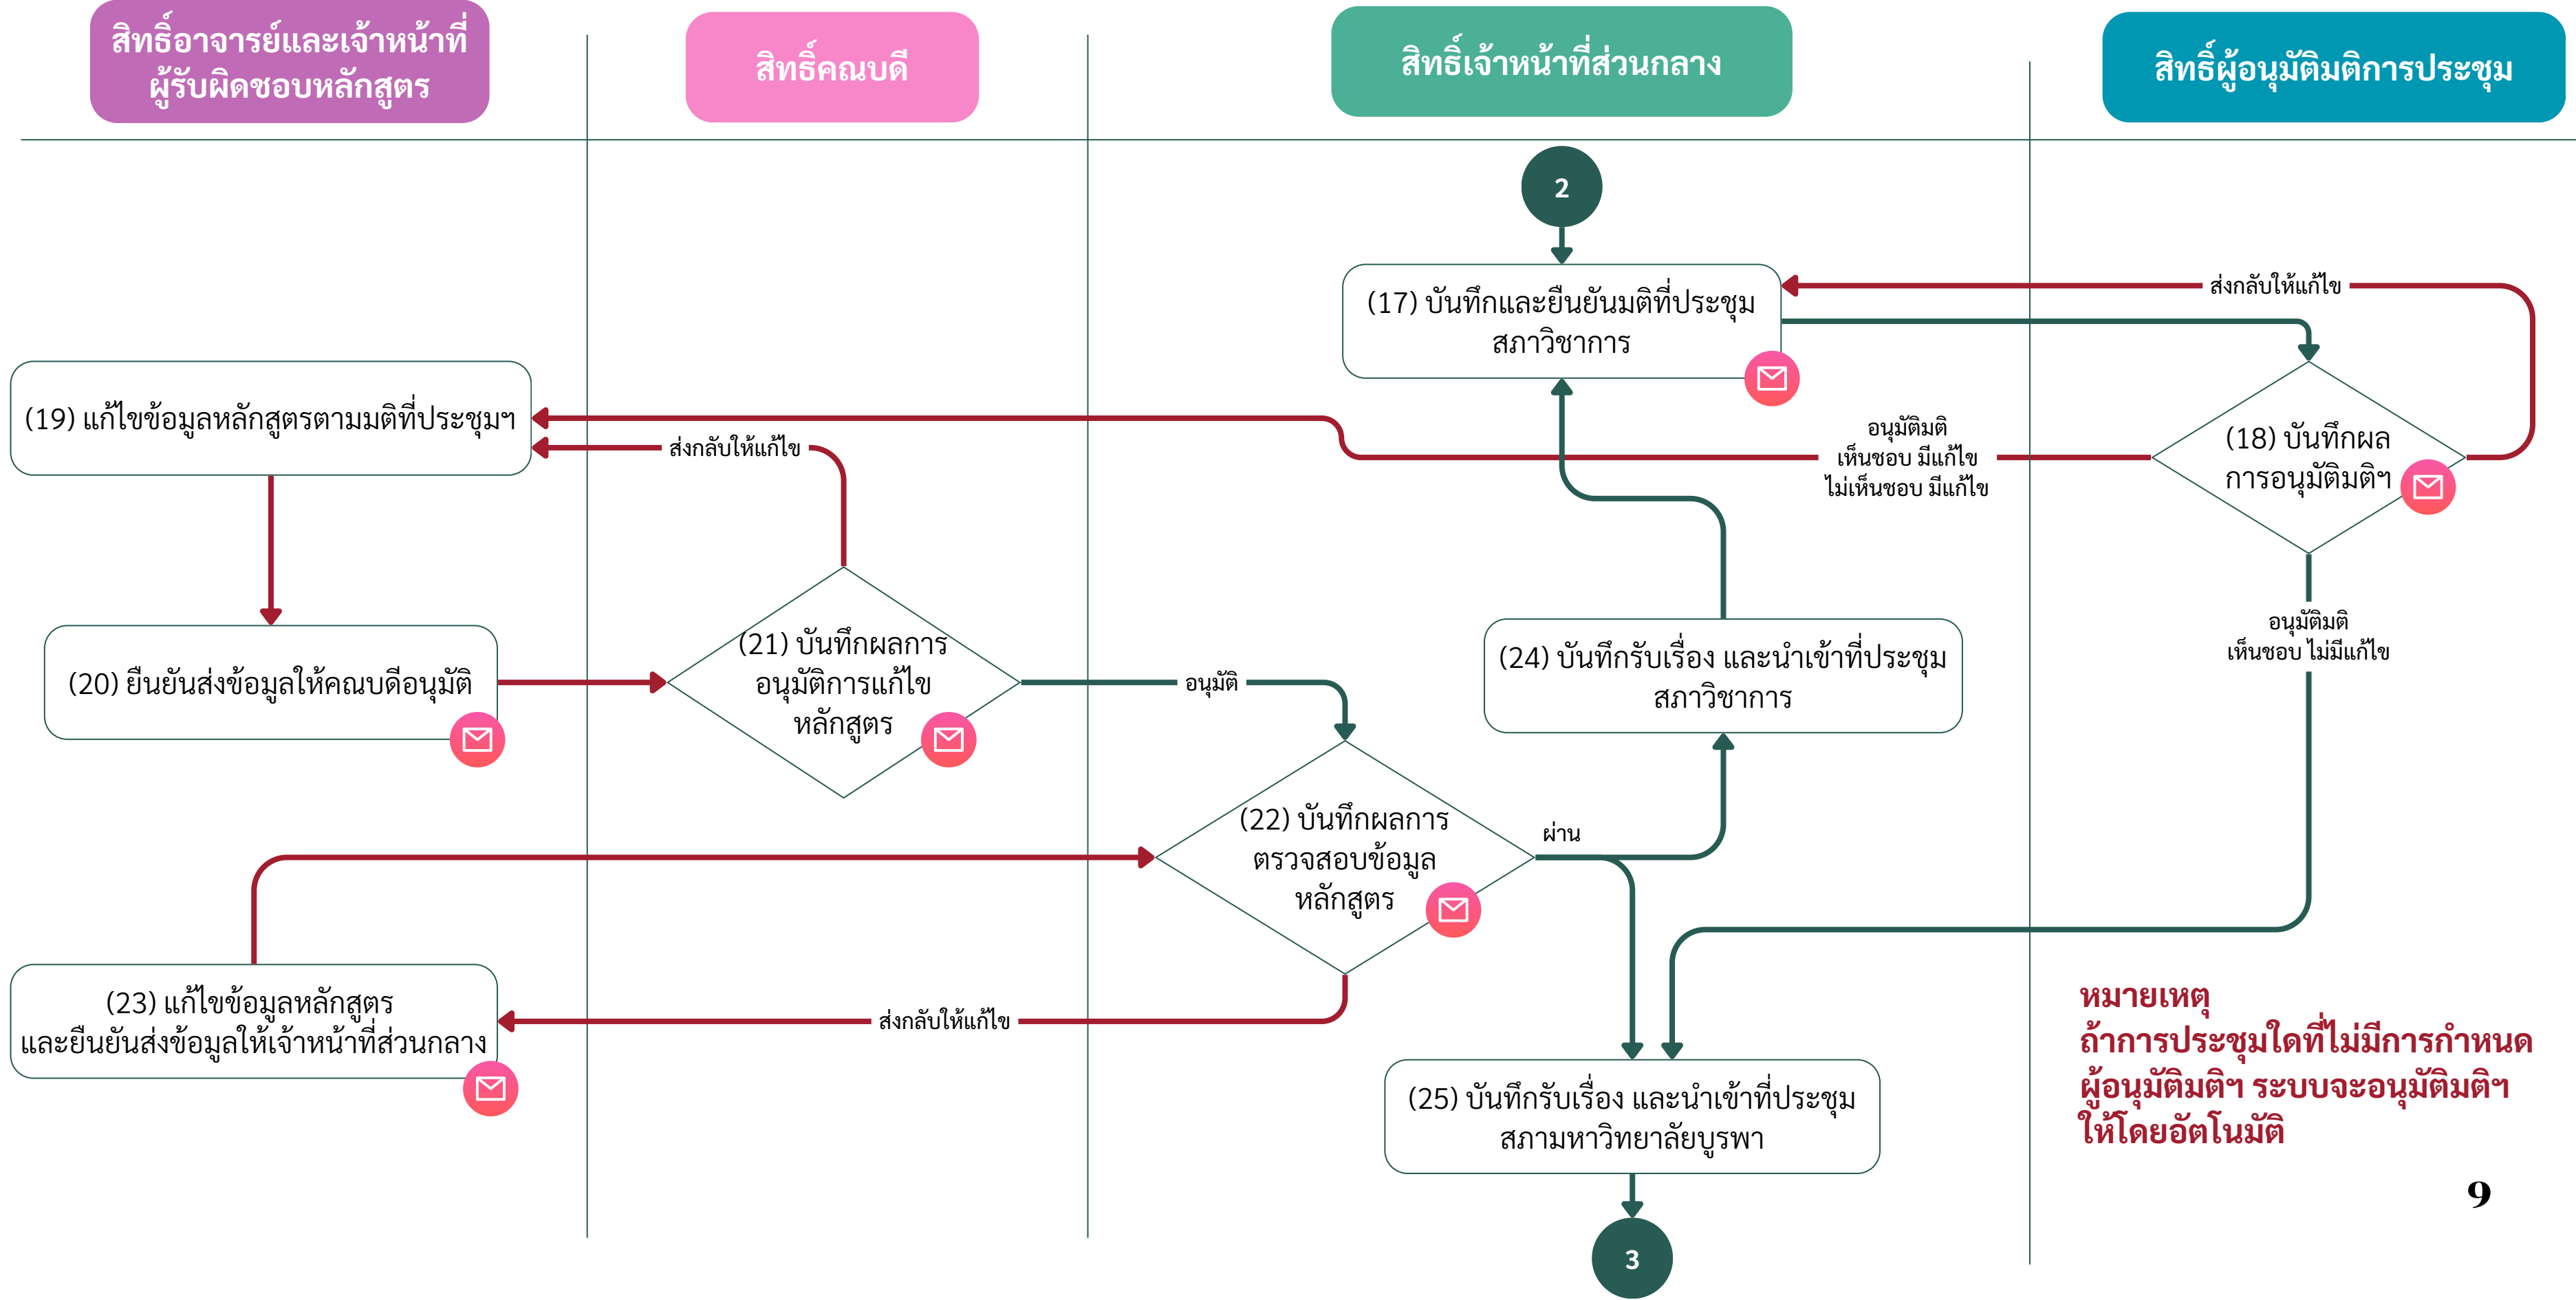 สิทธิ์อาจารย์และเจ้าหน้าที่
ผู้รับผิดชอบหลักสูตร
สิทธิ์คณบดี
สิทธิ์เจ้าหน้าที่ส่วนกลาง
สิทธิ์ผู้อนุมัติมติการประชุม
2
(17) บันทึกและยืนยันมติที่ประชุม
สภาวิชาการ
ส่งกลับให้แก้ไข
(19) แก้ไขข้อมูลหลักสูตรตามมติที่ประชุมฯ
ส่งกลับให้แก้ไข
อนุมัติมติ
เห็นชอบ มีแก้ไข
ไม่เห็นชอบ มีแก้ไข
(18) บันทึกผล
การอนุมัติมติฯ
อนุมัติมติ
เห็นชอบ ไม่มีแก้ไข
(20) ยืนยันส่งข้อมูลให้คณบดีอนุมัติ
(21) บันทึกผลการ
อนุมัติการแก้ไข
หลักสูตร
อนุมัติ
(24) บันทึกรับเรื่อง และนำเข้าที่ประชุม
สภาวิชาการ
(22) บันทึกผลการ
ตรวจสอบข้อมูล
หลักสูตร
ผ่าน
(23) แก้ไขข้อมูลหลักสูตร
และยืนยันส่งข้อมูลให้เจ้าหน้าที่ส่วนกลาง
ส่งกลับให้แก้ไข
(25) บันทึกรับเรื่อง และนำเข้าที่ประชุม
สภามหาวิทยาลัยบูรพา
หมายเหตุ
ถ้าการประชุมใดที่ไม่มีการกำหนด
ผู้อนุมัติมติฯ ระบบจะอนุมัติมติฯ
ให้โดยอัตโนมัติ
9
3